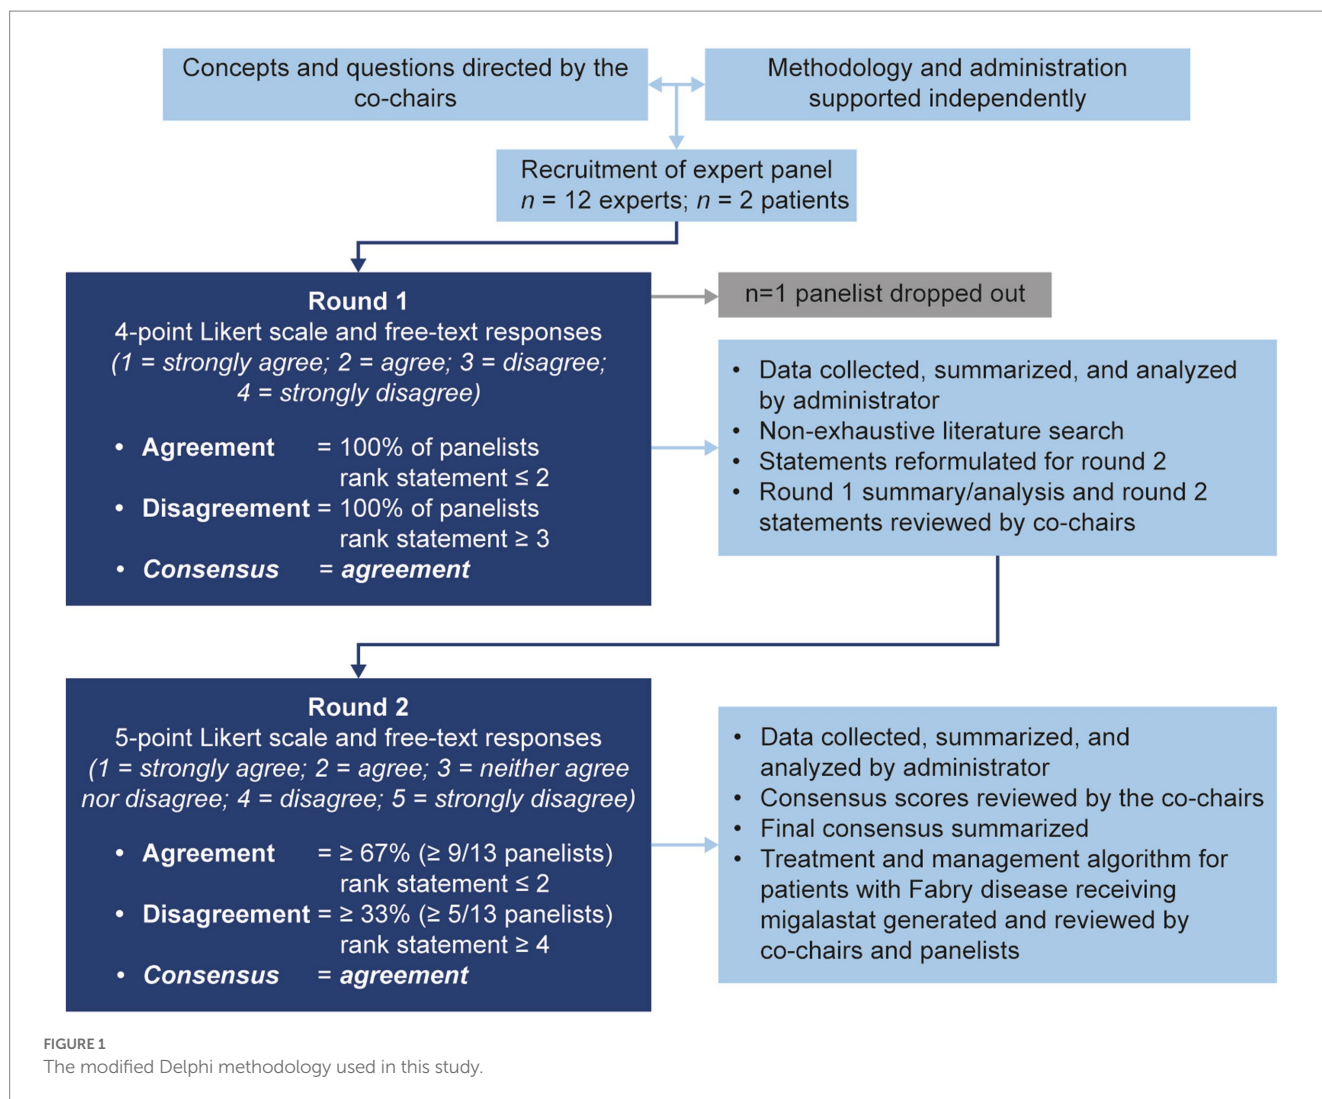 Concepts and questions directed by the
co-chairs
Methodology and administration
supported independently
Recruitment of expert panel
n = 12 experts; n = 2 patients
Round 1
4-point Likert scale and free-text responses
(1 = strongly agree; 2 = agree; 3 = disagree;
4 = strongly disagree)
• Agreement = 100% of panelists
rank statement ≤ 2
• Disagreement = 100% of panelists
rank statement ≥ 3
• Consensus = agreement
n=1 panelist dropped out
• Data collected, summarized, and analyzed
by administrator
• Non-exhaustive literature search
• Statements reformulated for round 2
• Round 1 summary/analysis and round 2
statements reviewed by co-chairs
Round 2
5-point Likert scale and free-text responses
(1 = strongly agree; 2 = agree; 3 = neither agree
nor disagree; 4 = disagree; 5 = strongly disagree)
• Agreement = ≥ 67% (≥ 9/13 panelists)
rank statement ≤ 2
• Disagreement = ≥ 33% (≥ 5/13 panelists)
rank statement ≥ 4
• Consensus = agreement
• Data collected, summarized, and
analyzed by administrator
• Consensus scores reviewed by the co-chairs
• Final consensus summarized
• Treatment and management algorithm for
patients with Fabry disease receiving
migalastat generated and reviewed by
co-chairs and panelists
FIGURE 1
The modified Delphi methodology used in this study.